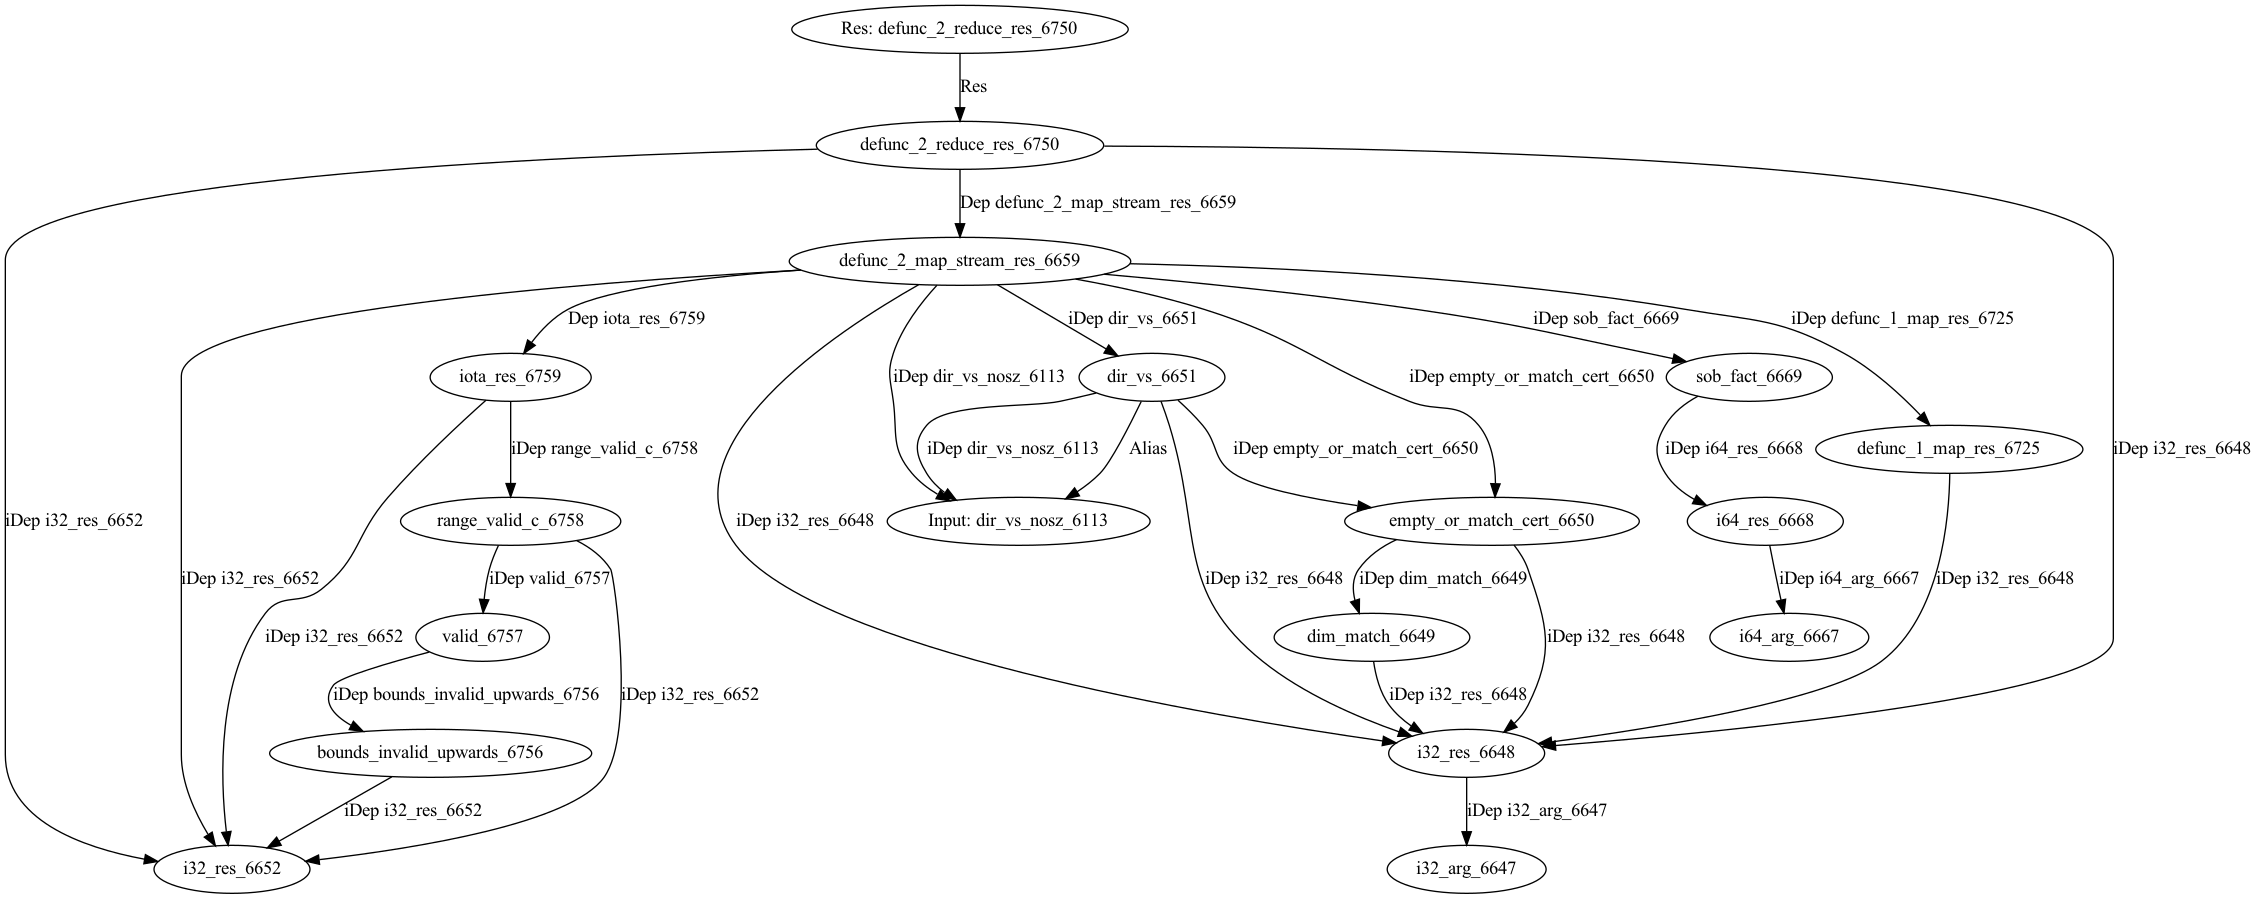 Res: defunc_2_reduce_res_6750
Res
defunc_2_reduce_res_6750
Dep defunc_2_map_stream_res_6659
defunc_2_map_stream_res_6659
Dep iota_res_6759
iDep dir_vs_6651
iDep sob_fact_6669
iDep defunc_1_map_res_6725
iDep dir_vs_nosz_6113
iDep empty_or_match_cert_6650
iota_res_6759
dir_vs_6651
sob_fact_6669
iDep range_valid_c_6758
iDep dir_vs_nosz_6113
Alias
iDep empty_or_match_cert_6650
iDep i64_res_6668
defunc_1_map_res_6725
iDep i32_res_6648
iDep i32_res_6652
range_valid_c_6758
iDep i32_res_6648
Input: dir_vs_nosz_6113
empty_or_match_cert_6650
i64_res_6668
iDep i32_res_6652
iDep valid_6757
iDep i32_res_6648
iDep dim_match_6649
iDep i64_arg_6667
iDep i32_res_6648
iDep i32_res_6652
valid_6757
dim_match_6649
iDep i32_res_6648
i64_arg_6667
iDep bounds_invalid_upwards_6756
iDep i32_res_6652
iDep i32_res_6648
bounds_invalid_upwards_6756
i32_res_6648
iDep i32_res_6652
iDep i32_arg_6647
i32_res_6652
i32_arg_6647